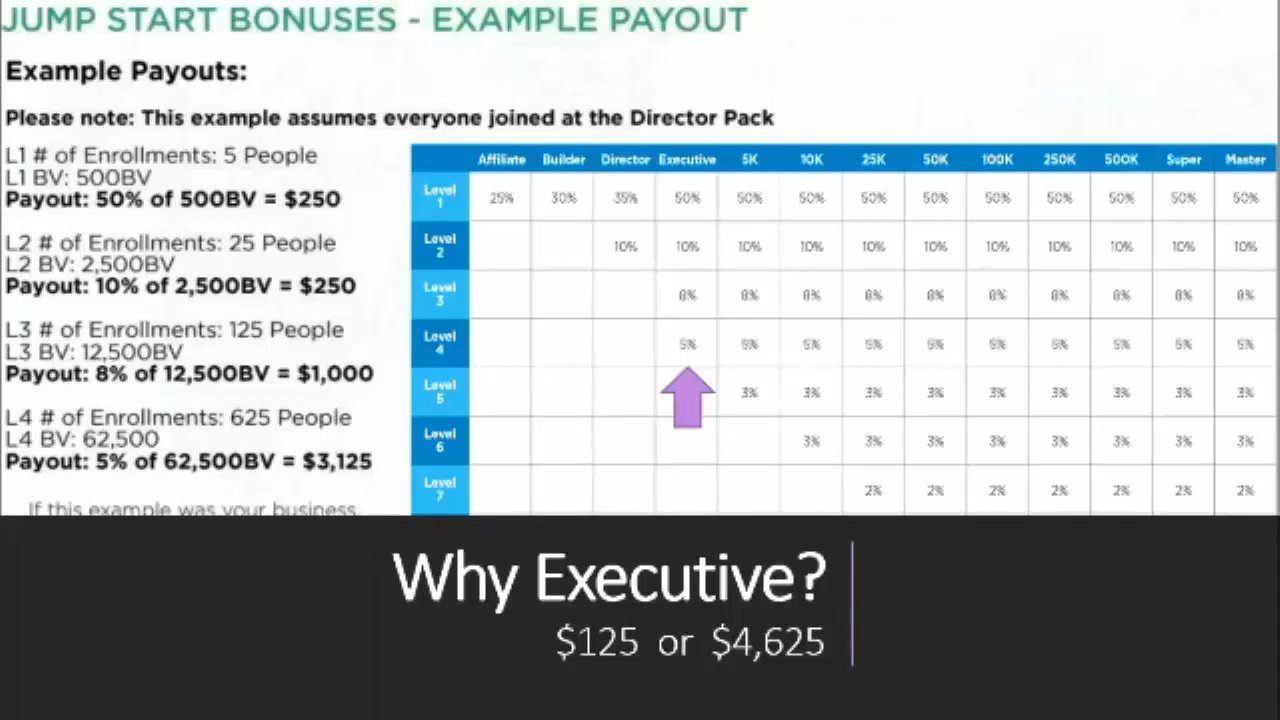 JUMP START BONUSES - EXAMPLE PAYOUT
Example Payouts:
Please note: This example assumes everyone joined at the Director Pack
L1 # of Enrollments: 5 People
L1 BV: 500BV
Payout: 50% of 500BV = $250
L2 # of Enrollments: 25 People
L2 BV: 2,500BV
Payout: 10% of 2,500BV = $250
L3 # of Enrollments: 125 People
L3 BV: 12,500BV
Payout: 8% of 12,500BV = $1,000
L4 # of Enrollments: 625 People
L4 BV: 62,500
Payout: 5% of 62,500BV = $3,125
If this example was your business,
Affiliate Builder Director Executive 5K 10K 25K 50K 100K 250K 500K Super Master
Level 1 25% 30% 35% 50% 50% 50% 50% 50% 50% 50% 50% 50% 50%
Level 2 10% 10% 10% 10% 10% 10% 10% 10% 10% 10% 10%
Level 3 8% 8% 8% 8% 8% 8% 8% 8% 8% 8%
Level 4 5% 5% 5% 5% 5% 5% 5% 5% 5% 5%
Level 5 3% 3% 3% 3% 3% 3% 3% 3% 3%
Level 6 3% 3% 3% 3% 3% 3% 3% 3%
Level 7 2% 2% 2% 2% 2% 2% 2%
Why Executive?
$125 or $4,625